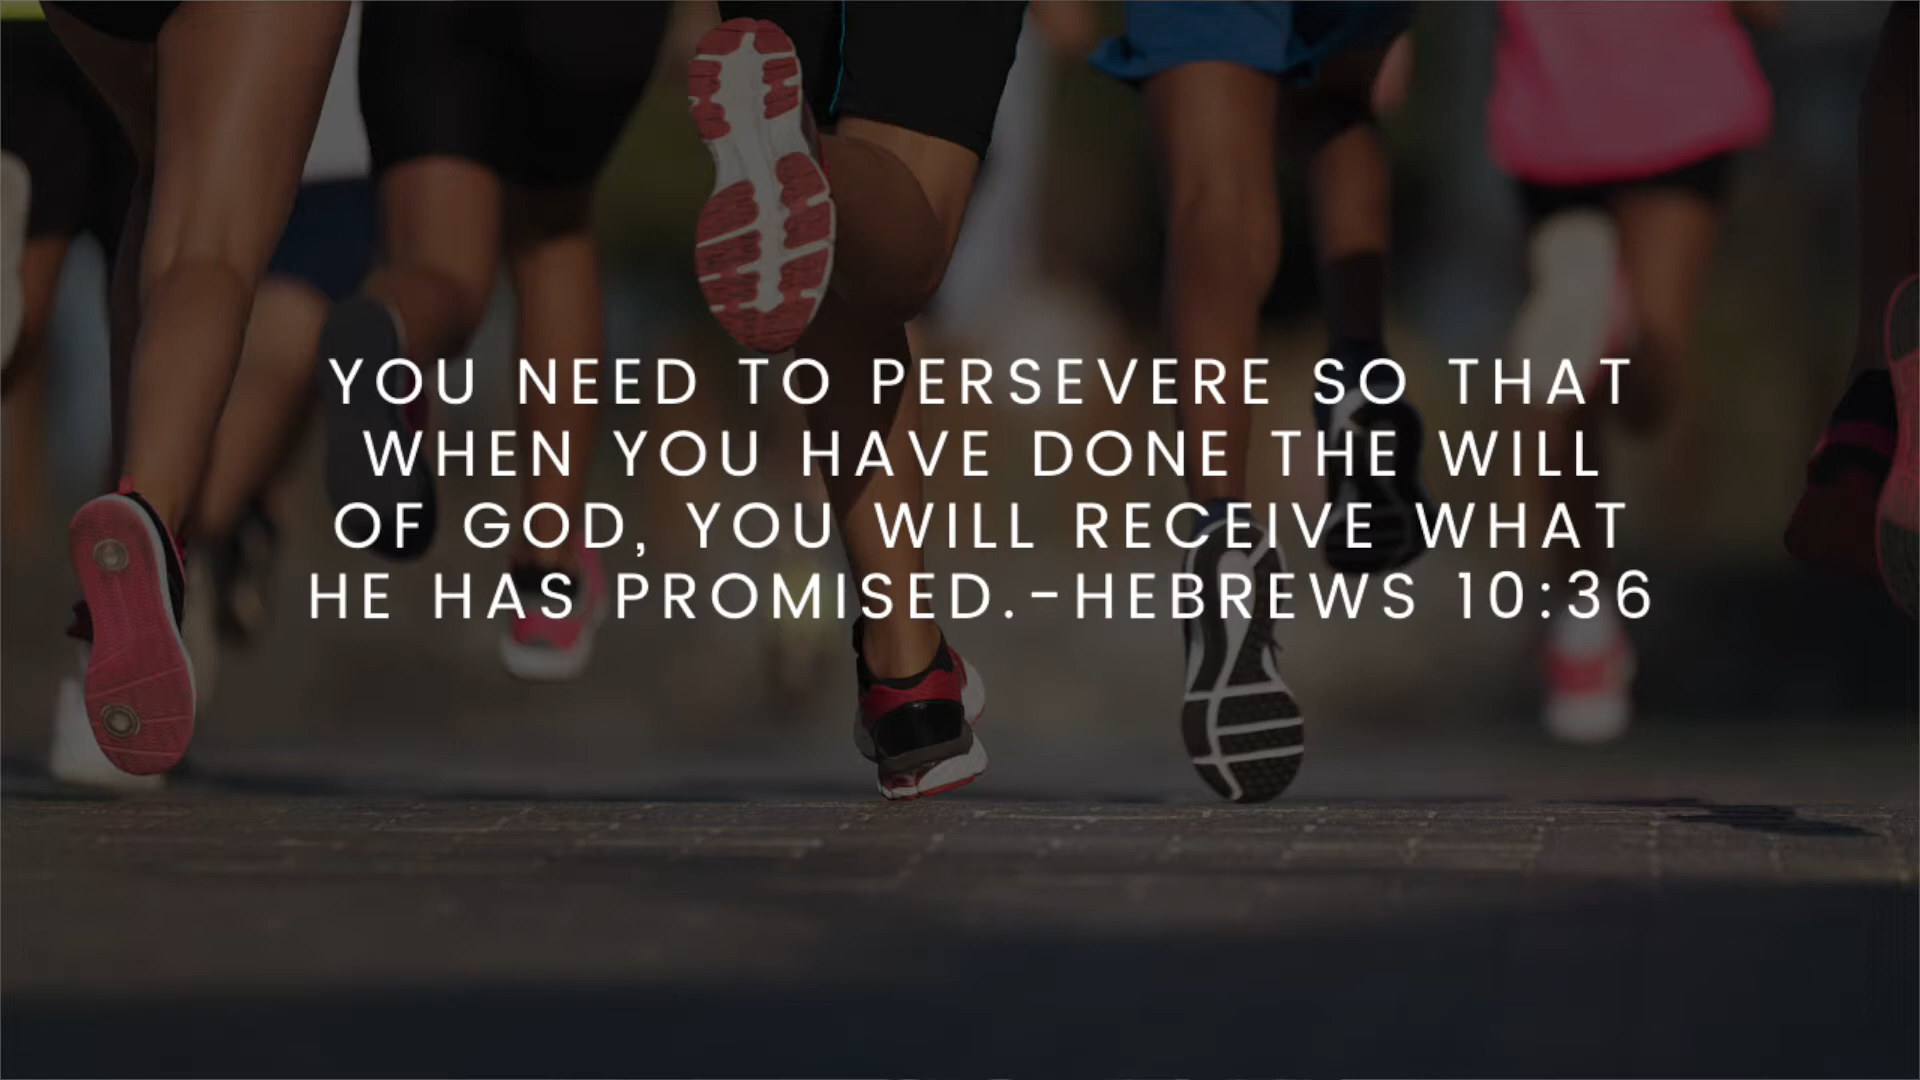 YOU NEED TO PERSEVERE SO THAT
WHEN YOU HAVE DONE THE WILL
OF GOD, YOU WILL RECEIVE WHAT
HE HAS PROMISED.-HEBREWS 10:36